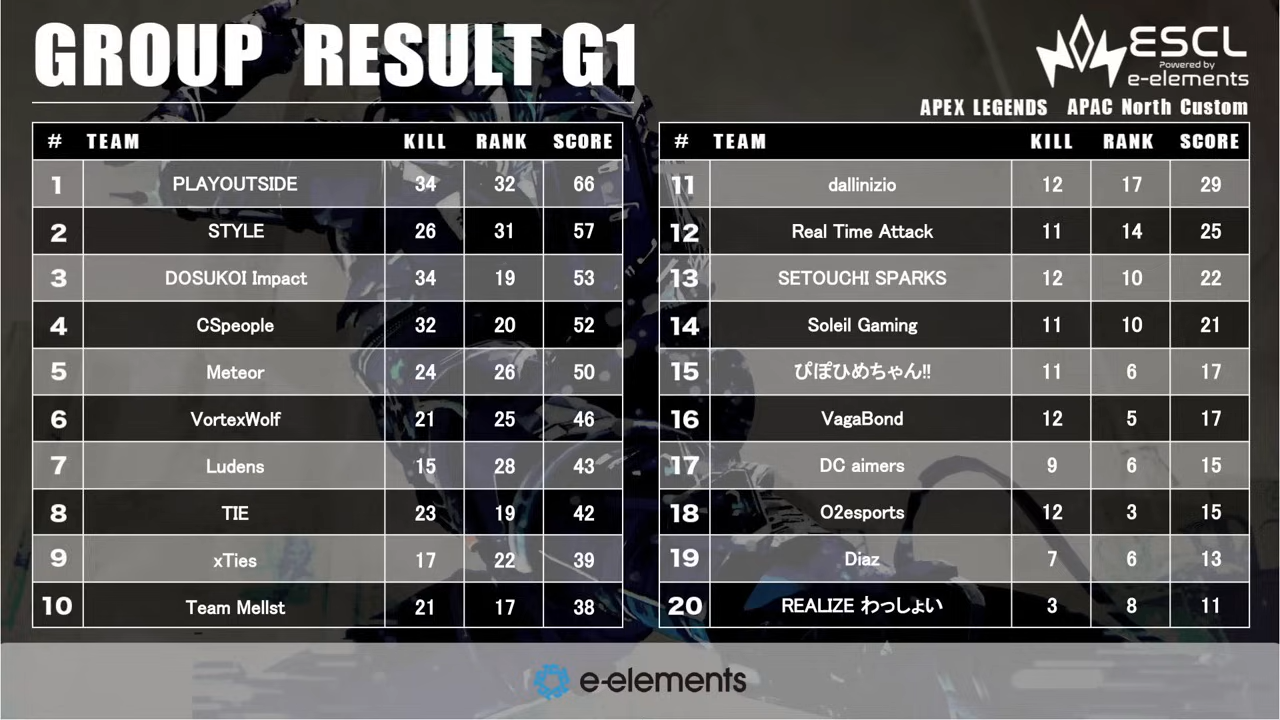 GROUP RESULT G1
ESCL
Powered by
e-elements
APEX LEGENDS APAC North Custom
# TEAM KILL RANK SCORE
1 PLAYOUTSIDE 34 32 66
2 STYLE 26 31 57
3 DOSUKOI Impact 34 19 53
4 CSpeople 32 20 52
5 Meteor 24 26 50
6 VortexWolf 21 25 46
7 Ludens 15 28 43
8 TIE 23 19 42
9 xTies 17 22 39
10 Team Mellst 21 17 38
# TEAM KILL RANK SCORE
11 dallinizio 12 17 29
12 Real Time Attack 11 14 25
13 SETOUCHI SPARKS 12 10 22
14 Soleil Gaming 11 10 21
15 ぴぽひめちゃん!! 11 6 17
16 VagaBond 12 5 17
17 DC aimers 9 6 15
18 O2esports 12 3 15
19 Diaz 7 6 13
20 REALIZE わっしょい 3 8 11
e-elements